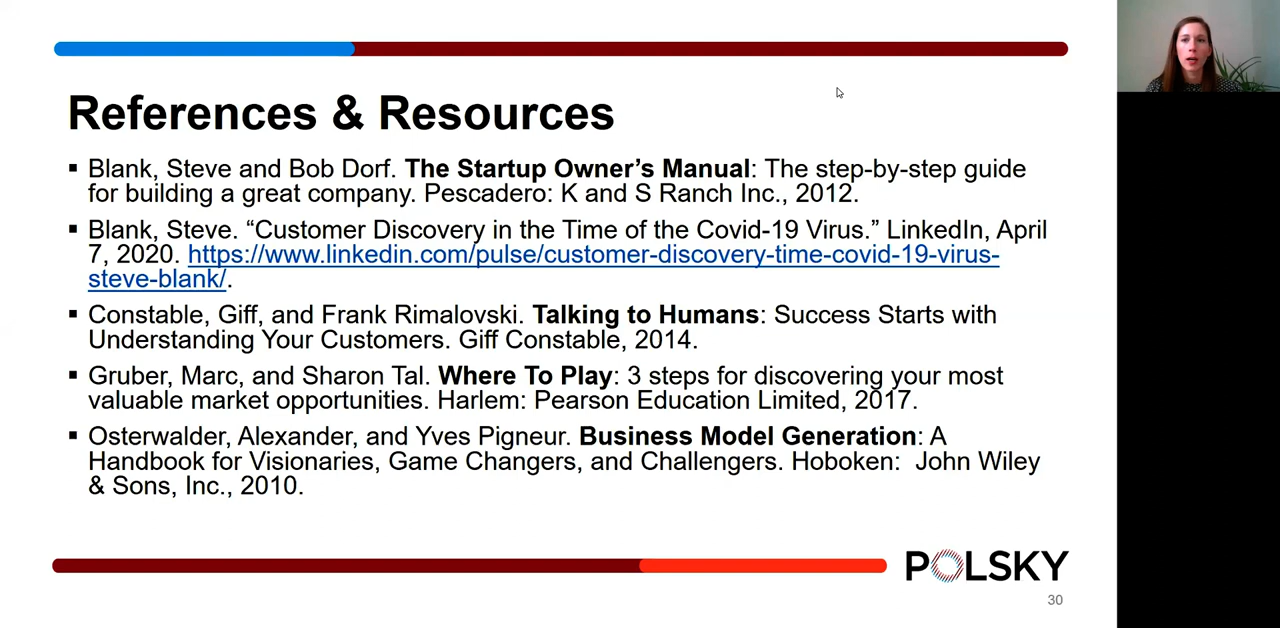 References & Resources
▪ Blank, Steve and Bob Dorf. The Startup Owner’s Manual: The step-by-step guide
for building a great company. Pescadero: K and S Ranch Inc., 2012.
▪ Blank, Steve. “Customer Discovery in the Time of the Covid-19 Virus.” LinkedIn, April
7, 2020. https://www.linkedin.com/pulse/customer-discovery-time-covid-19-virus-
steve-blank/.
▪ Constable, Giff, and Frank Rimalovski. Talking to Humans: Success Starts with
Understanding Your Customers. Giff Constable, 2014.
▪ Gruber, Marc, and Sharon Tal. Where To Play: 3 steps for discovering your most
valuable market opportunities. Harlem: Pearson Education Limited, 2017.
▪ Osterwalder, Alexander, and Yves Pigneur. Business Model Generation: A
Handbook for Visionaries, Game Changers, and Challengers. Hoboken:  John Wiley
& Sons, Inc., 2010.
POLSKY
30